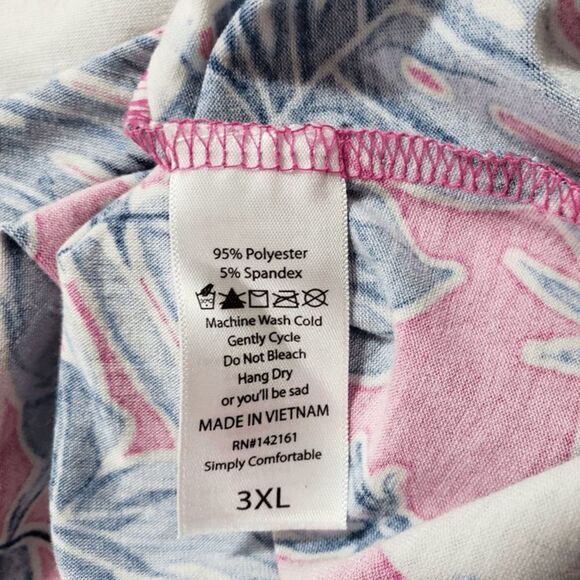 95% Polyester
5% Spandex
Machine Wash Cold
Gently Cycle
Do Not Bleach
Hang Dry
or you'll be sad
MADE IN VIETNAM
RN#142161
Simply Comfortable
3XL